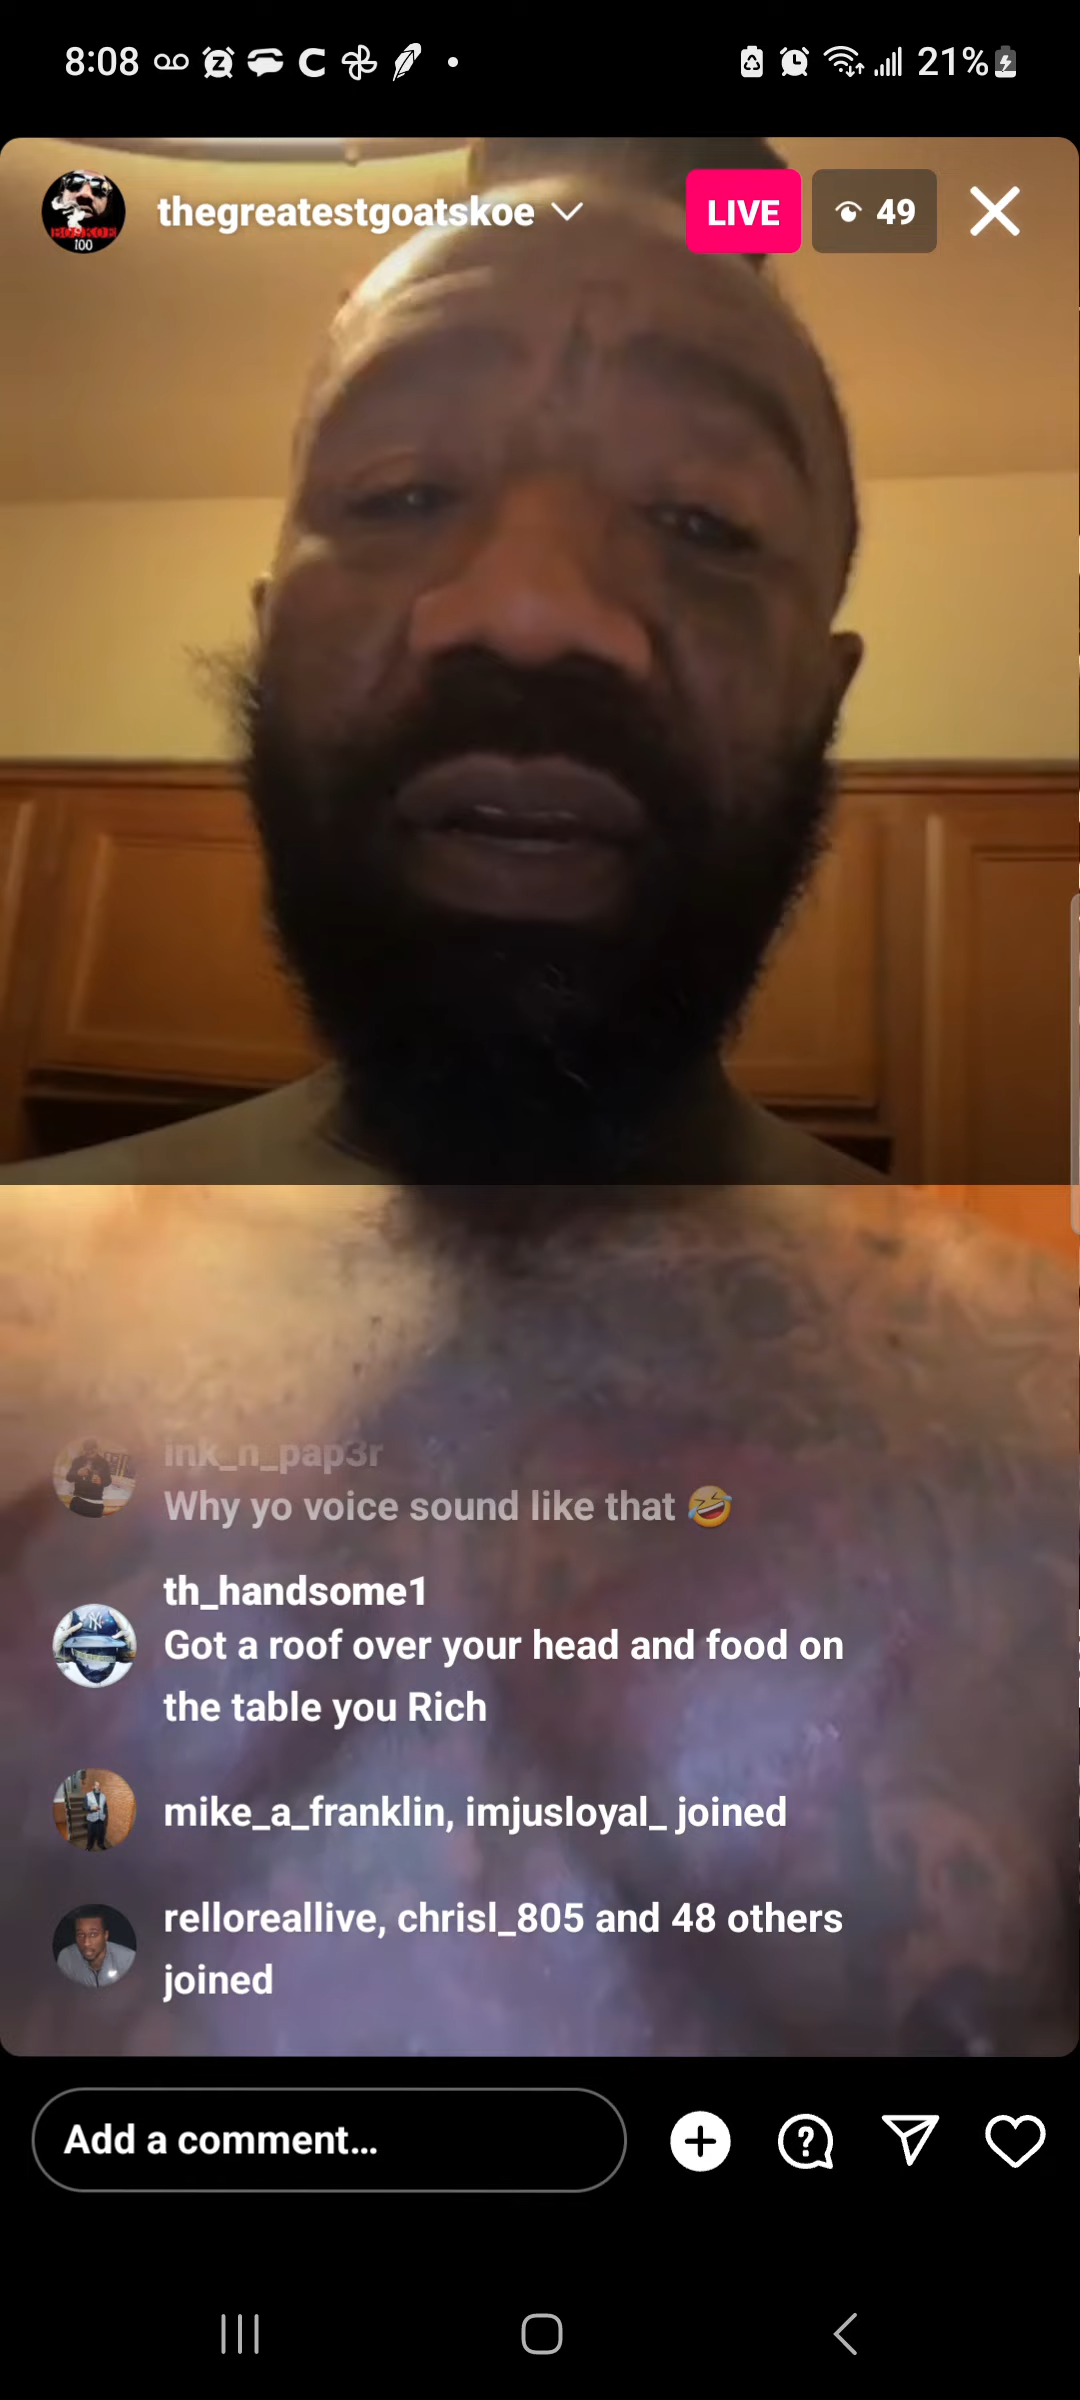 8:08 21%
thegreatestgoatskoe LIVE 49
100
ink_n_pap3r
Why yo voice sound like that 🤣
th_handsome1
Got a roof over your head and food on
the table you Rich
mike_a_franklin, imjusloyal_ joined
relloreallive, chrisl_805 and 48 others
joined
Add a comment...